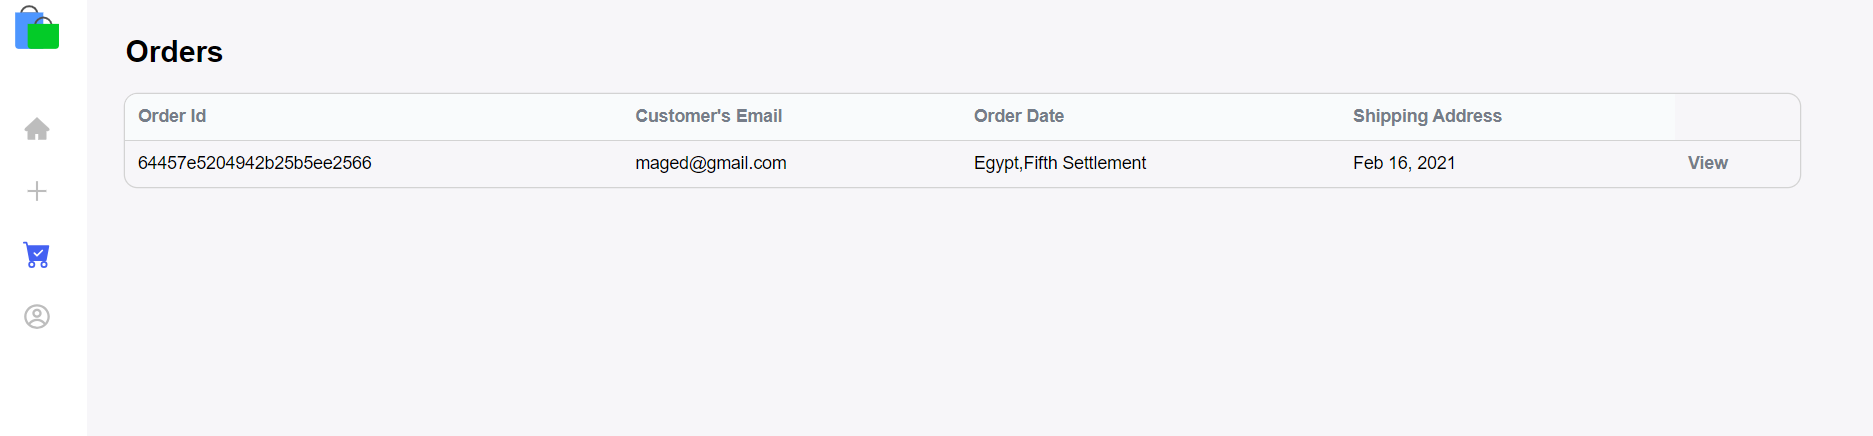 Orders
Order Id Customer's Email Order Date Shipping Address
64457e5204942b25b5ee2566 maged@gmail.com Egypt,Fifth Settlement Feb 16, 2021 View